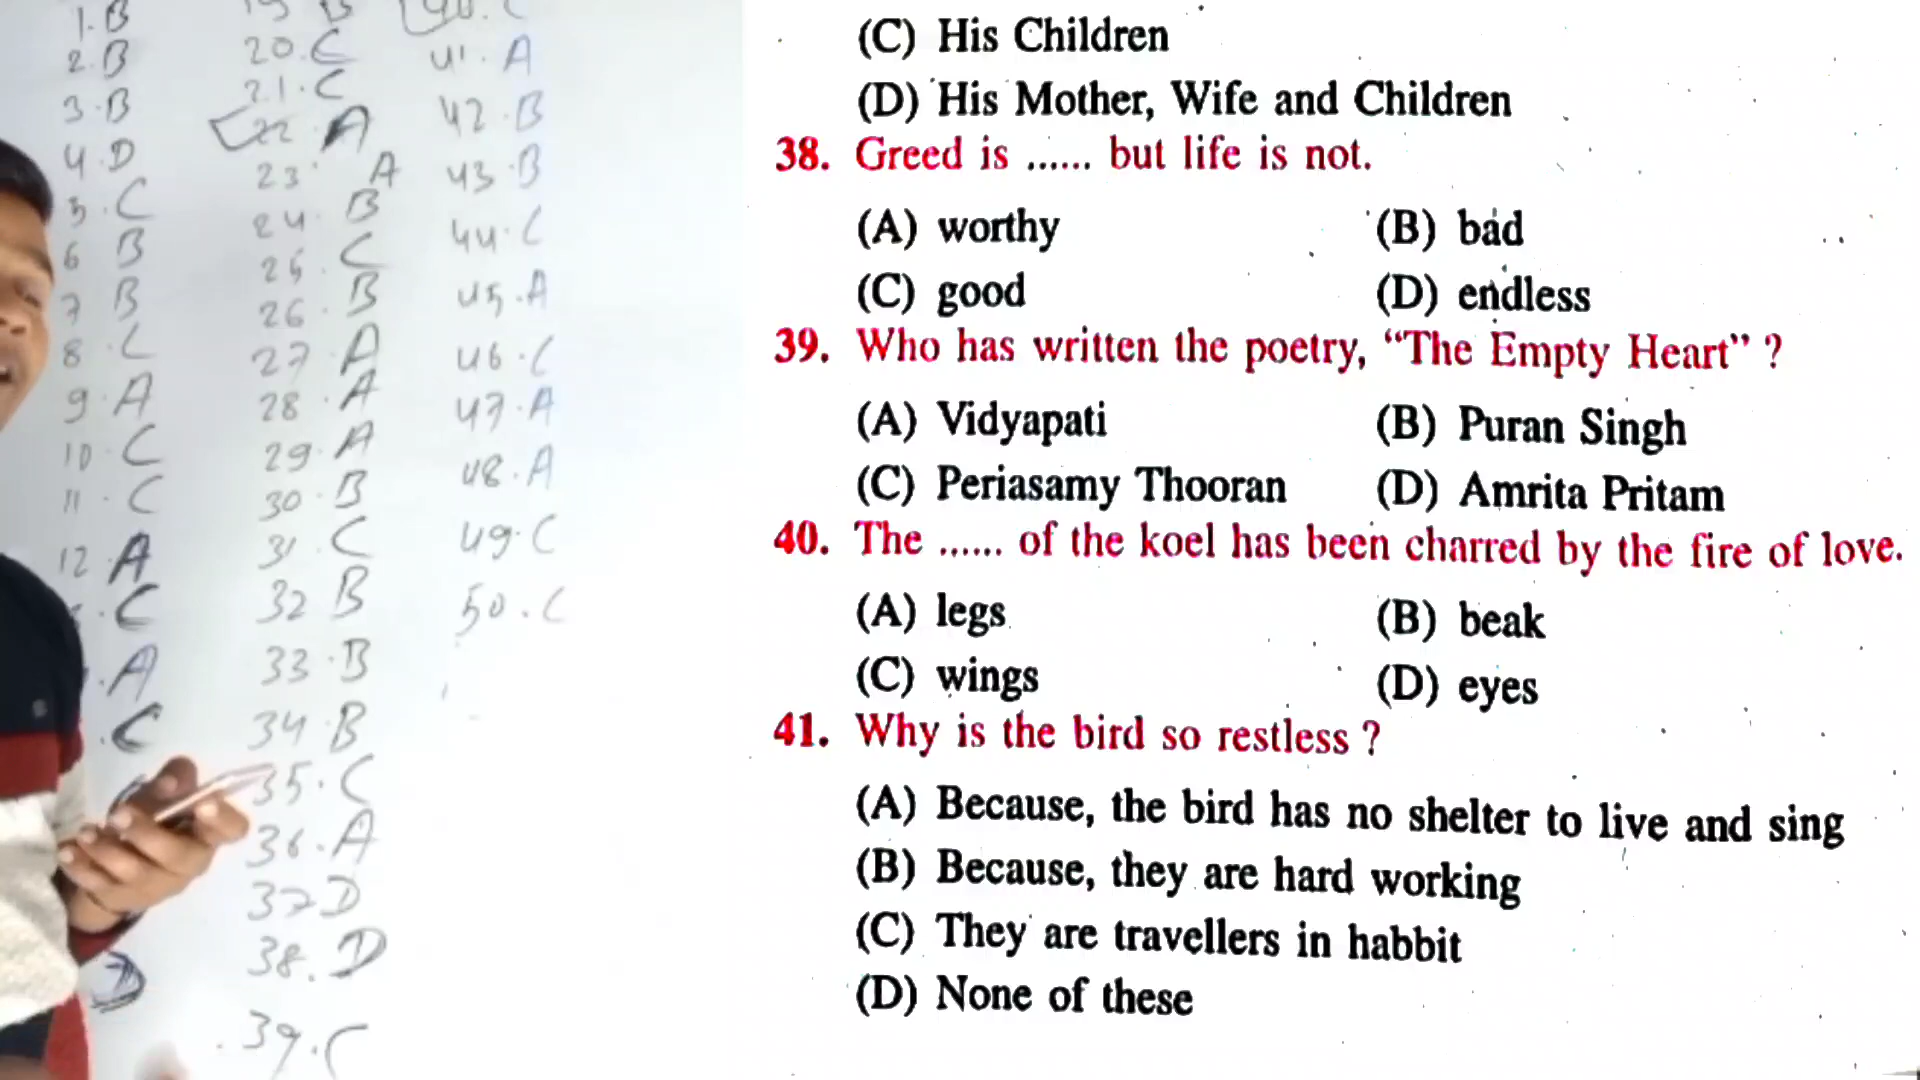 1. B
2. B
3. B
4. D
5. C
6 B
7 B
8. C
9. A
10. C
11. C
12. A
C
A
C
D
19 B
20. C
21. C
22. A
23. A
24. B
25. C
26. B
27 A
28. A
29. A
30. B
31. C
32 B
33. B
34. B
35. C
36. A
37 D
38. D
39. C
40. C
41. A
42. B
43. B
44. C
45. A
46. C
47. A
48. A
49. C
50. C
(C) His Children
(D) His Mother, Wife and Children
38. Greed is ...... but life is not.
(A) worthy (B) bad
(C) good (D) endless
39. Who has written the poetry, “The Empty Heart” ?
(A) Vidyapati (B) Puran Singh
(C) Periasamy Thooran (D) Amrita Pritam
40. The ...... of the koel has been charred by the fire of love.
(A) legs (B) beak
(C) wings (D) eyes
41. Why is the bird so restless ?
(A) Because, the bird has no shelter to live and sing
(B) Because, they are hard working
(C) They are travellers in habbit
(D) None of these